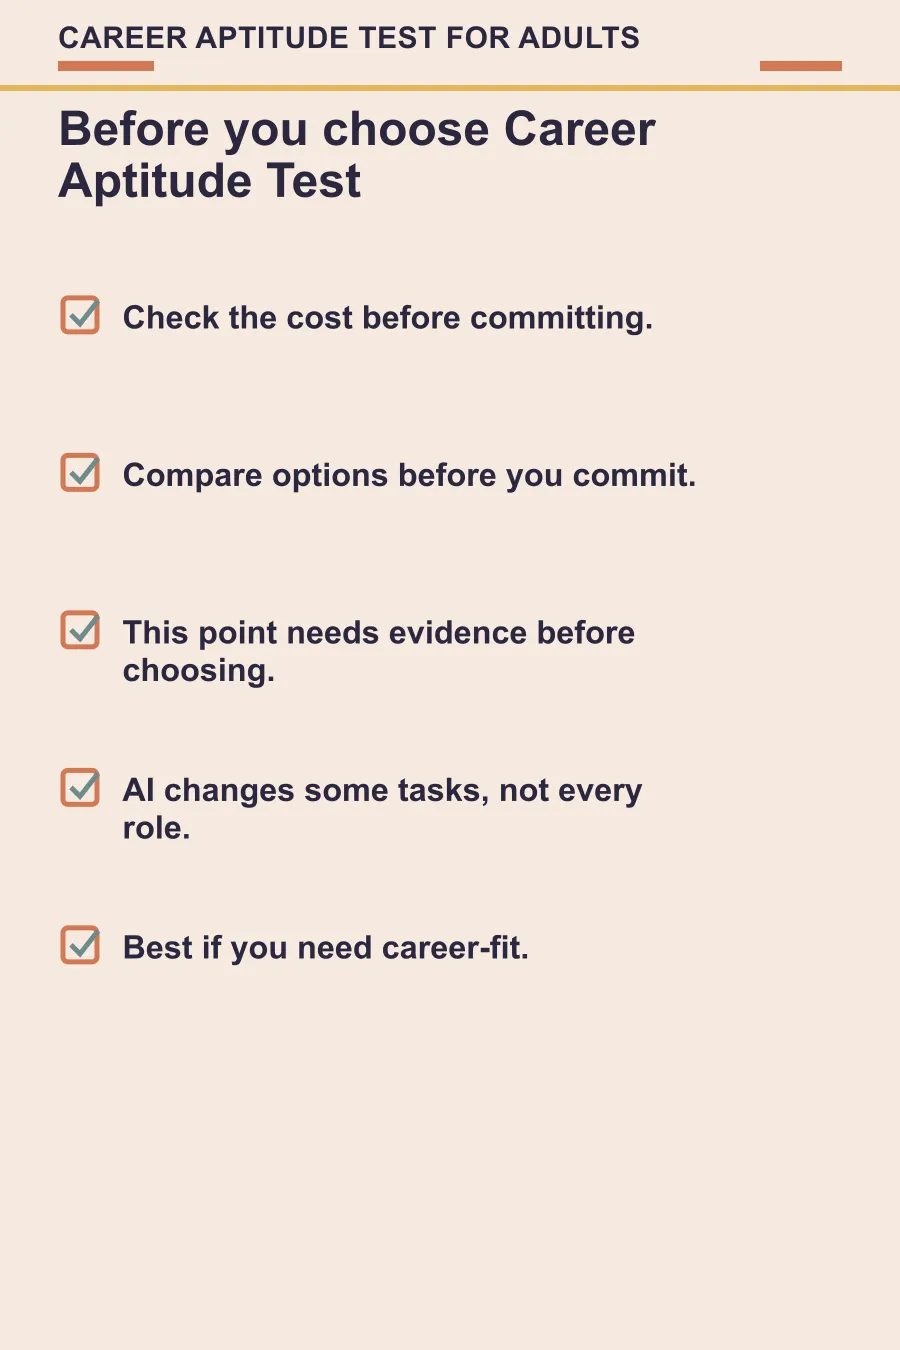 CAREER APTITUDE TEST FOR ADULTS
Before you choose Career
Aptitude Test
Check the cost before committing.
Compare options before you commit.
This point needs evidence before
choosing.
AI changes some tasks, not every
role.
Best if you need career-fit.